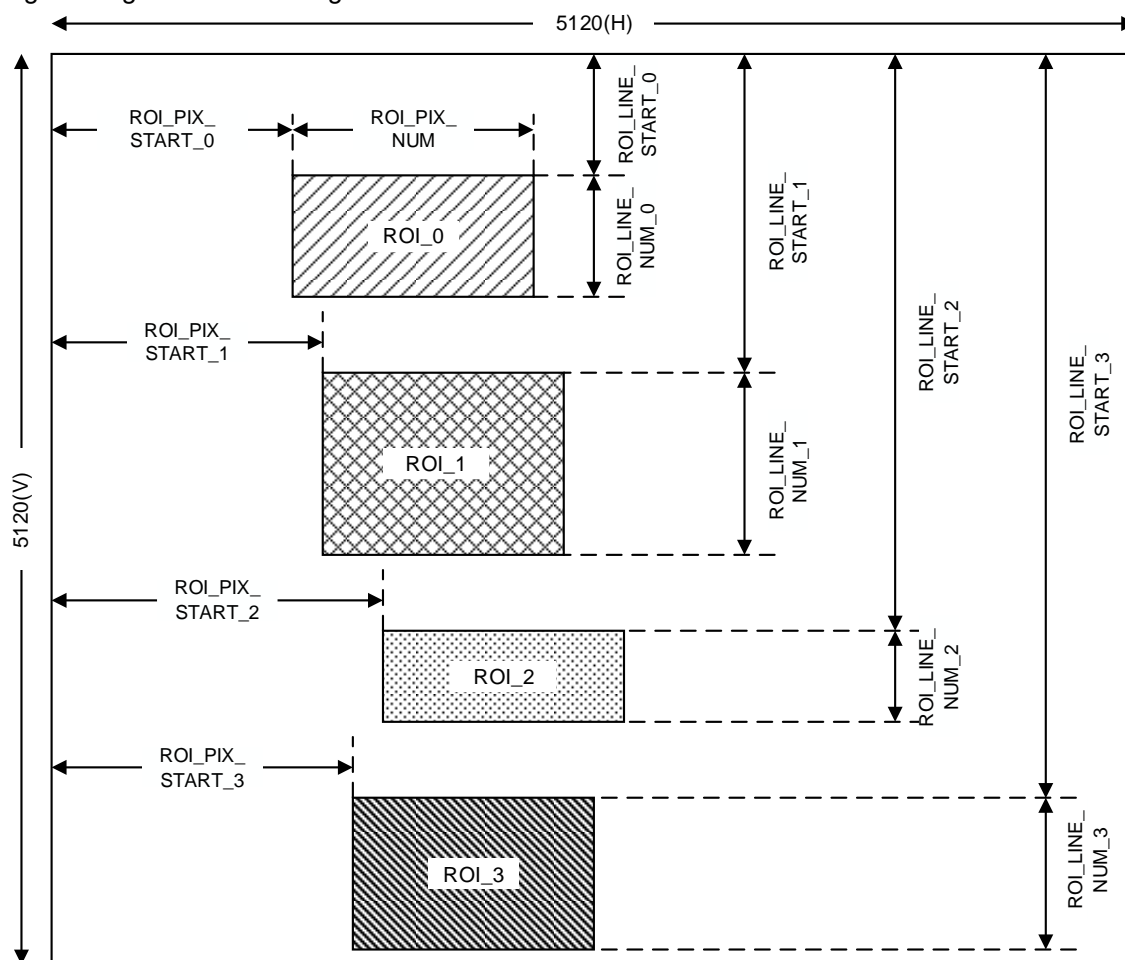 5120(H)
ROI_PIX_
START_0
ROI_PIX_
NUM
ROI_LINE_
START_0
ROI_LINE_
NUM_0
ROI_0
ROI_LINE_
START_1
ROI_PIX_
START_1
ROI_LINE_
START_2
ROI_LINE_
START_3
ROI_1
ROI_LINE_
NUM_1
5120(V)
ROI_PIX_
START_2
ROI_2
ROI_LINE_
NUM_2
ROI_PIX_
START_3
ROI_3
ROI_LINE_
NUM_3